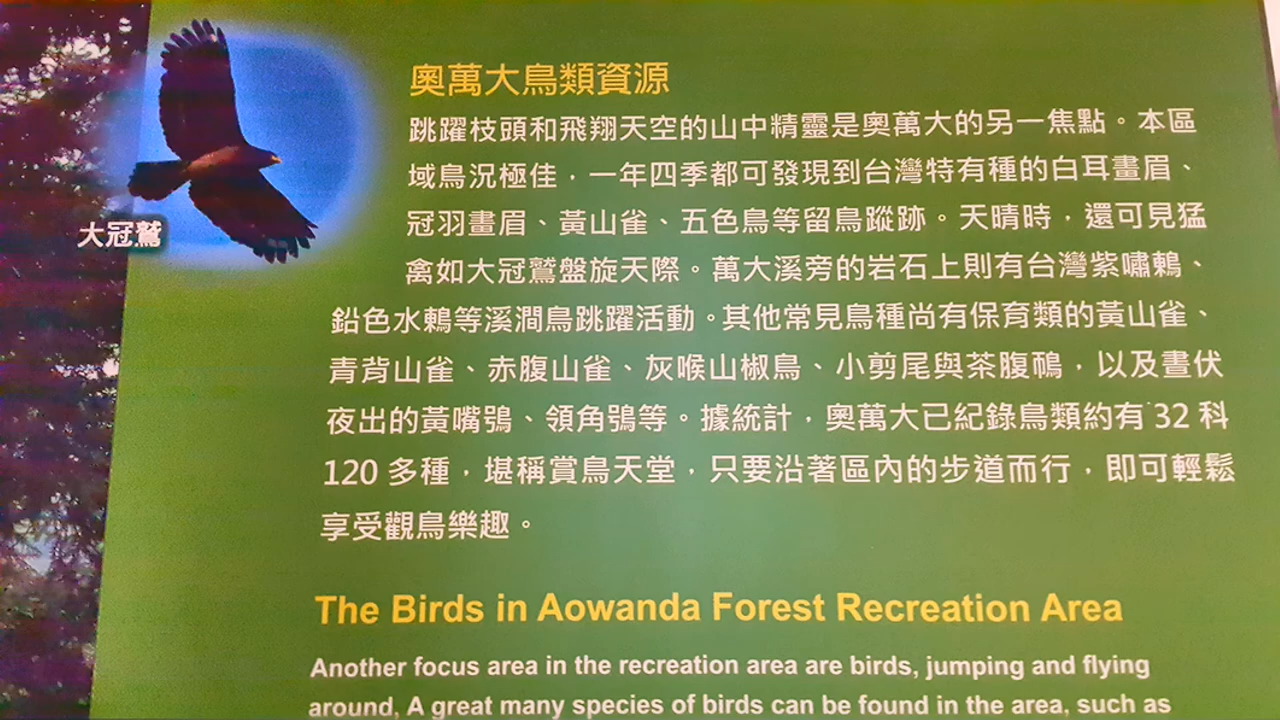 奧萬大鳥類資源
跳躍枝頭和飛翔天空的山中精靈是奧萬大的另一焦點。本區
域鳥況極佳，一年四季都可發現到台灣特有種的白耳畫眉、
冠羽畫眉、黃山雀、五色鳥等留鳥蹤跡。天晴時，還可見猛
大冠鷲
禽如大冠鷲盤旋天際。萬大溪旁的岩石上則有台灣紫嘯鶇、
鉛色水鶇等溪澗鳥跳躍活動。其他常見鳥種尚有保育類的黃山雀、
青背山雀、赤腹山雀、灰喉山椒鳥、小剪尾與茶腹鳾，以及晝伏
夜出的黃嘴鴞、領角鴞等。據統計，奧萬大已紀錄鳥類約有 32 科
120 多種，堪稱賞鳥天堂，只要沿著區內的步道而行，即可輕鬆
享受觀鳥樂趣。
The Birds in Aowanda Forest Recreation Area
Another focus area in the recreation area are birds, jumping and flying
around, A great many species of birds can be found in the area, such as